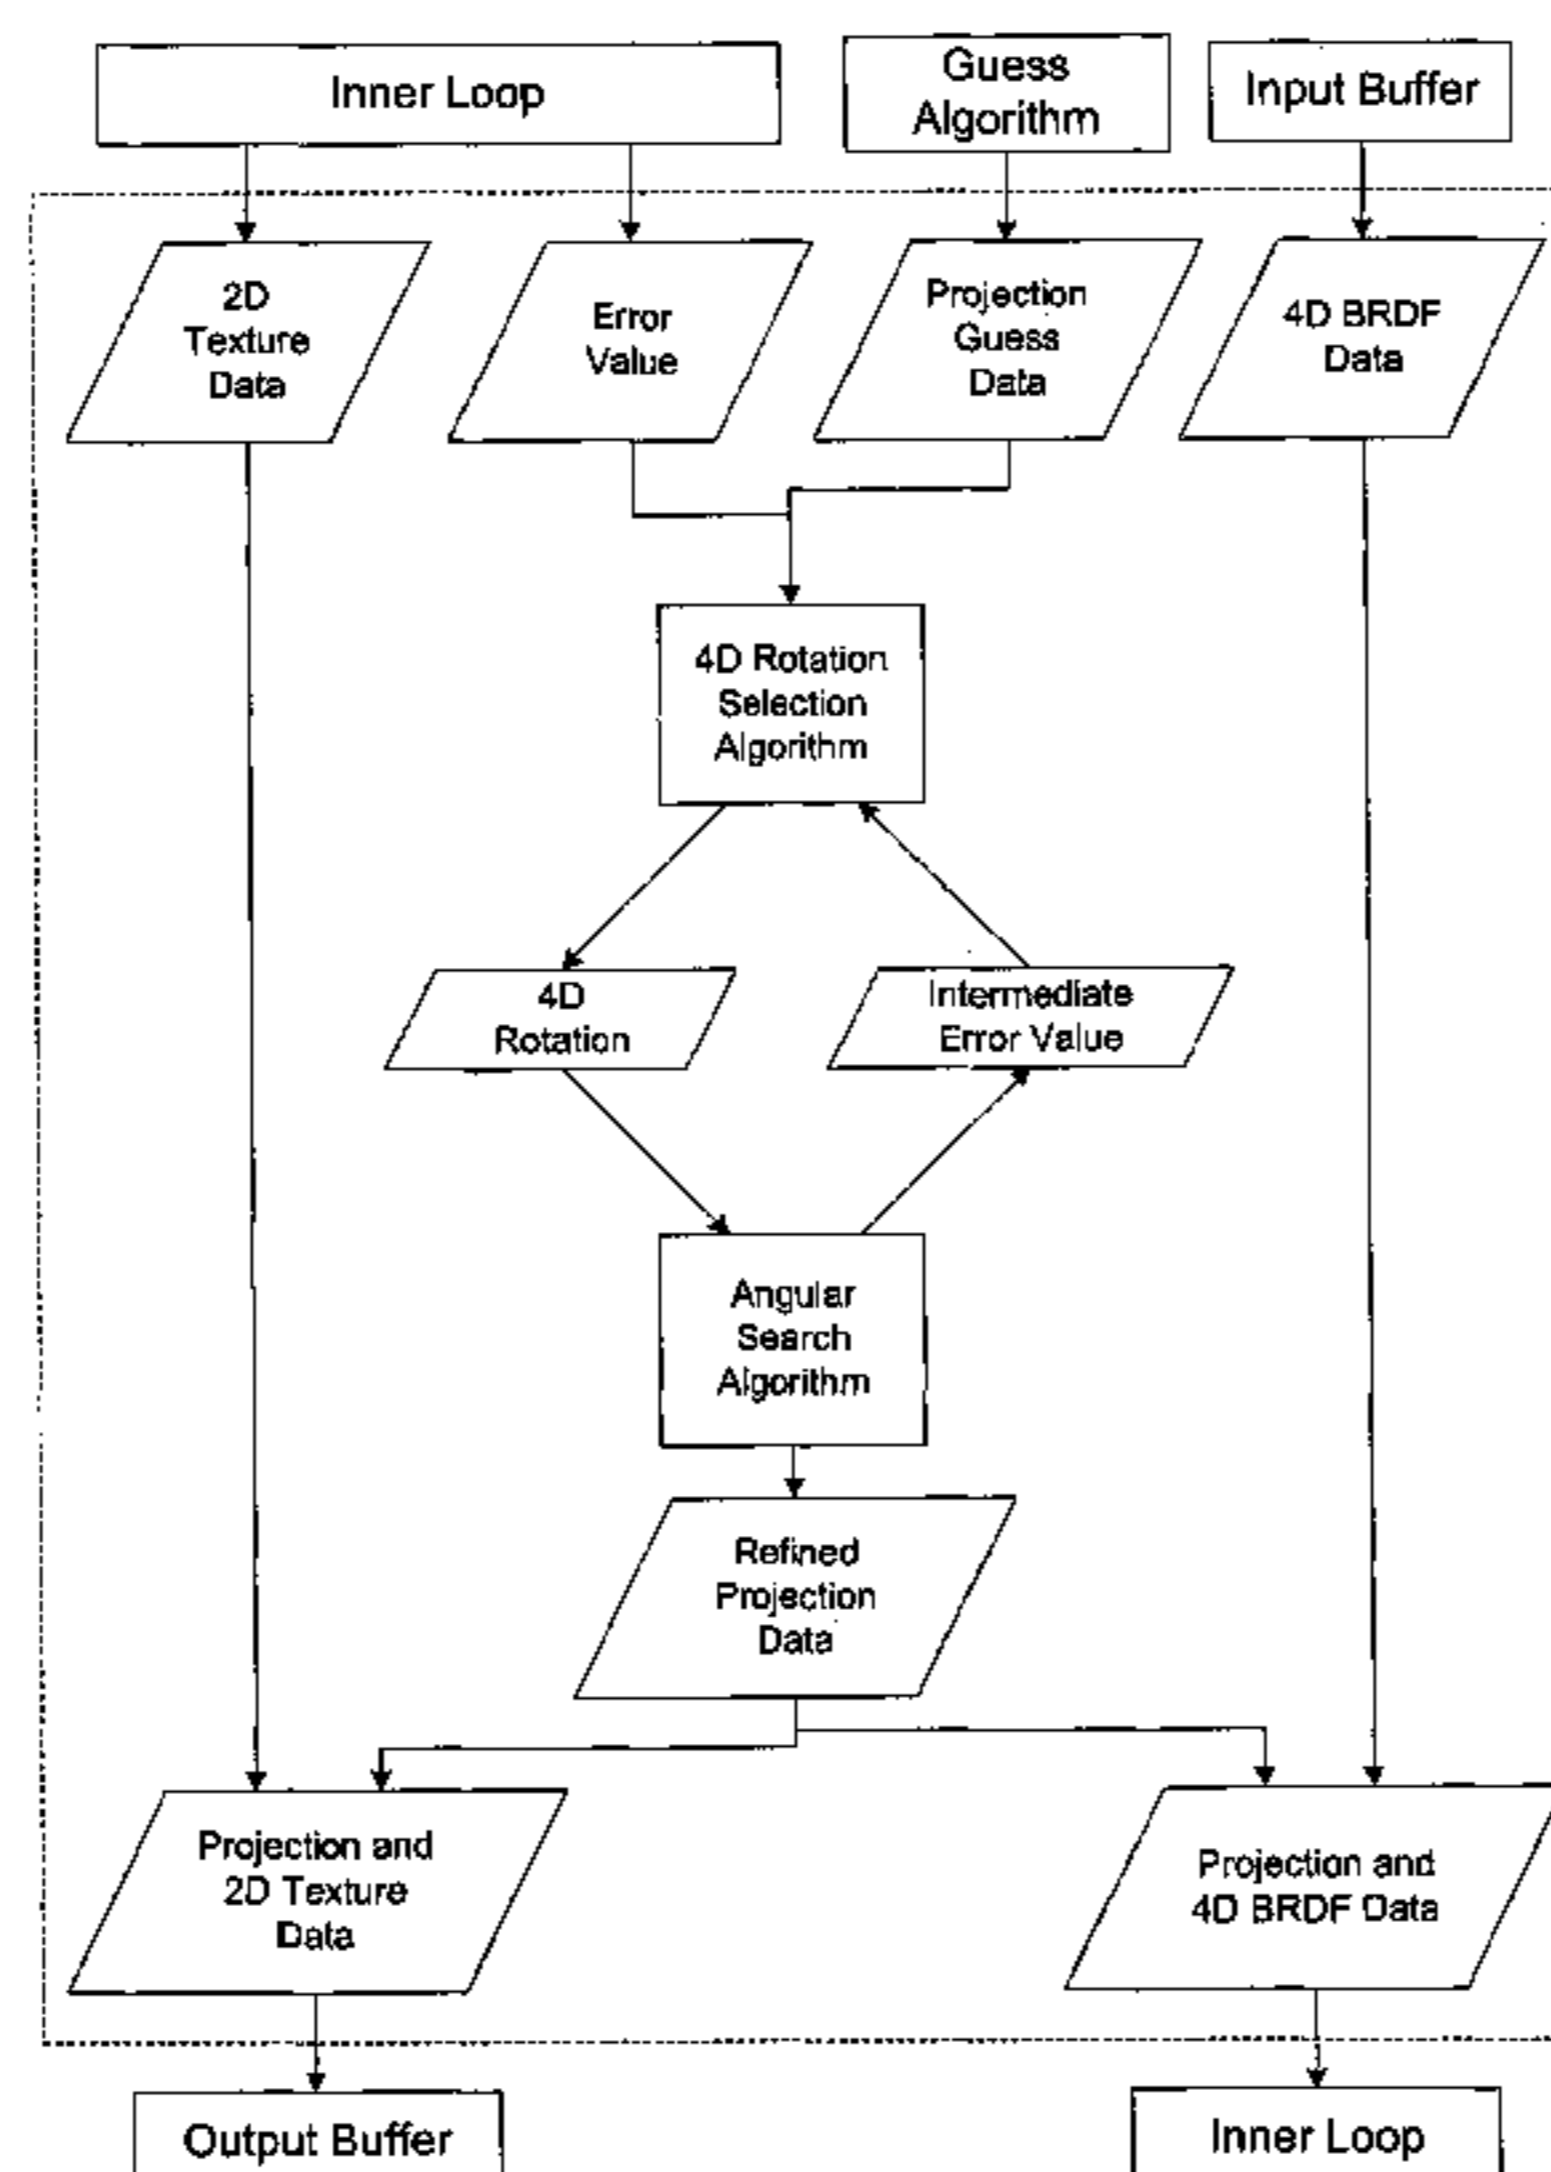 Inner Loop
Guess
Algorithm
Input Buffer
2D
Texture
Data
Error
Value
Projection
Guess
Data
4D BRDF
Data
4D Rotation
Selection
Algorithm
4D
Rotation
Intermediate
Error Value
Angular
Search
Algorithm
Refined
Projection
Data
Projection and
2D Texture
Data
Projection and
4D BRDF Data
Output Buffer
Inner Loop